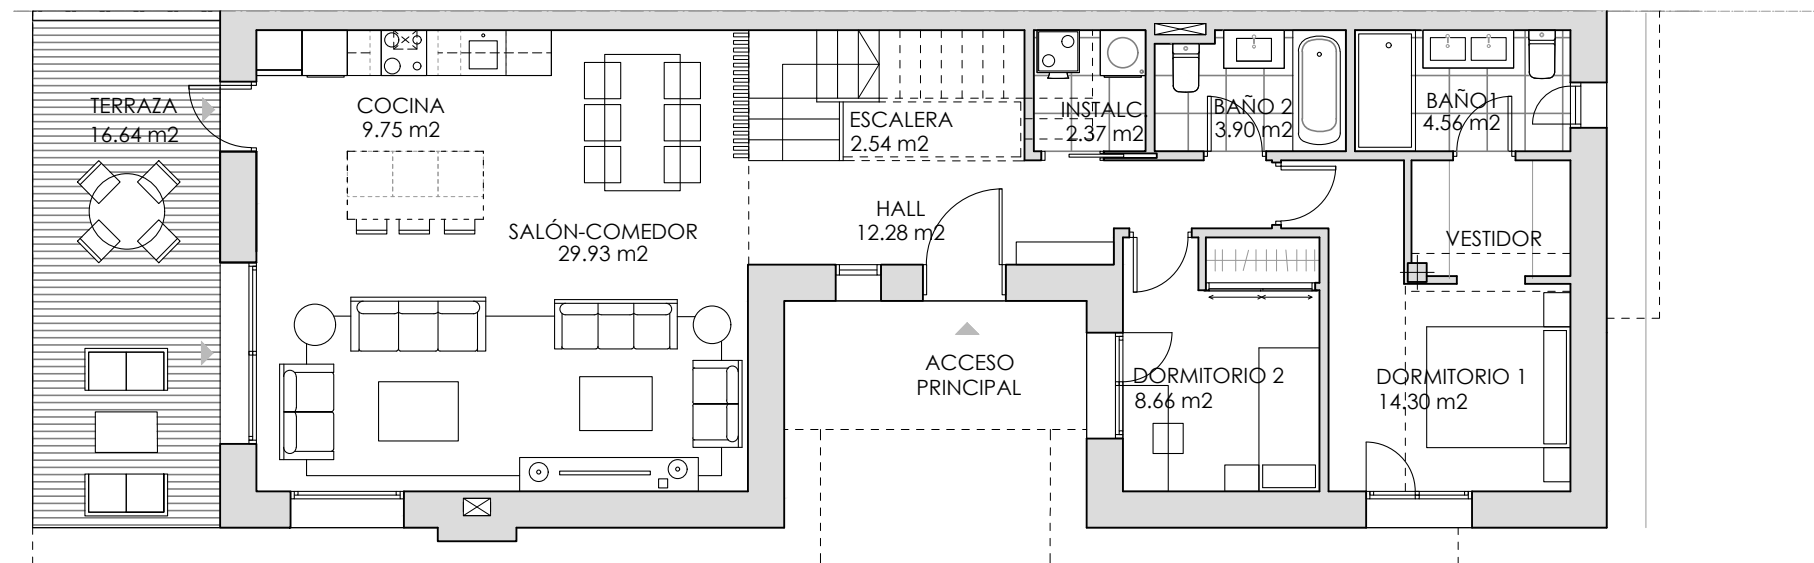 TERRAZA
16.64 m2
COCINA
9.75 m2
SALÓN-COMEDOR
29.93 m2
ESCALERA
2.54 m2
HALL
12.28 m2
INSTALC.
2.37 m2
BAÑO 2
3.90 m2
BAÑO1
4.56 m2
VESTIDOR
ACCESO
PRINCIPAL
DORMITORIO 2
8.66 m2
DORMITORIO 1
14.30 m2